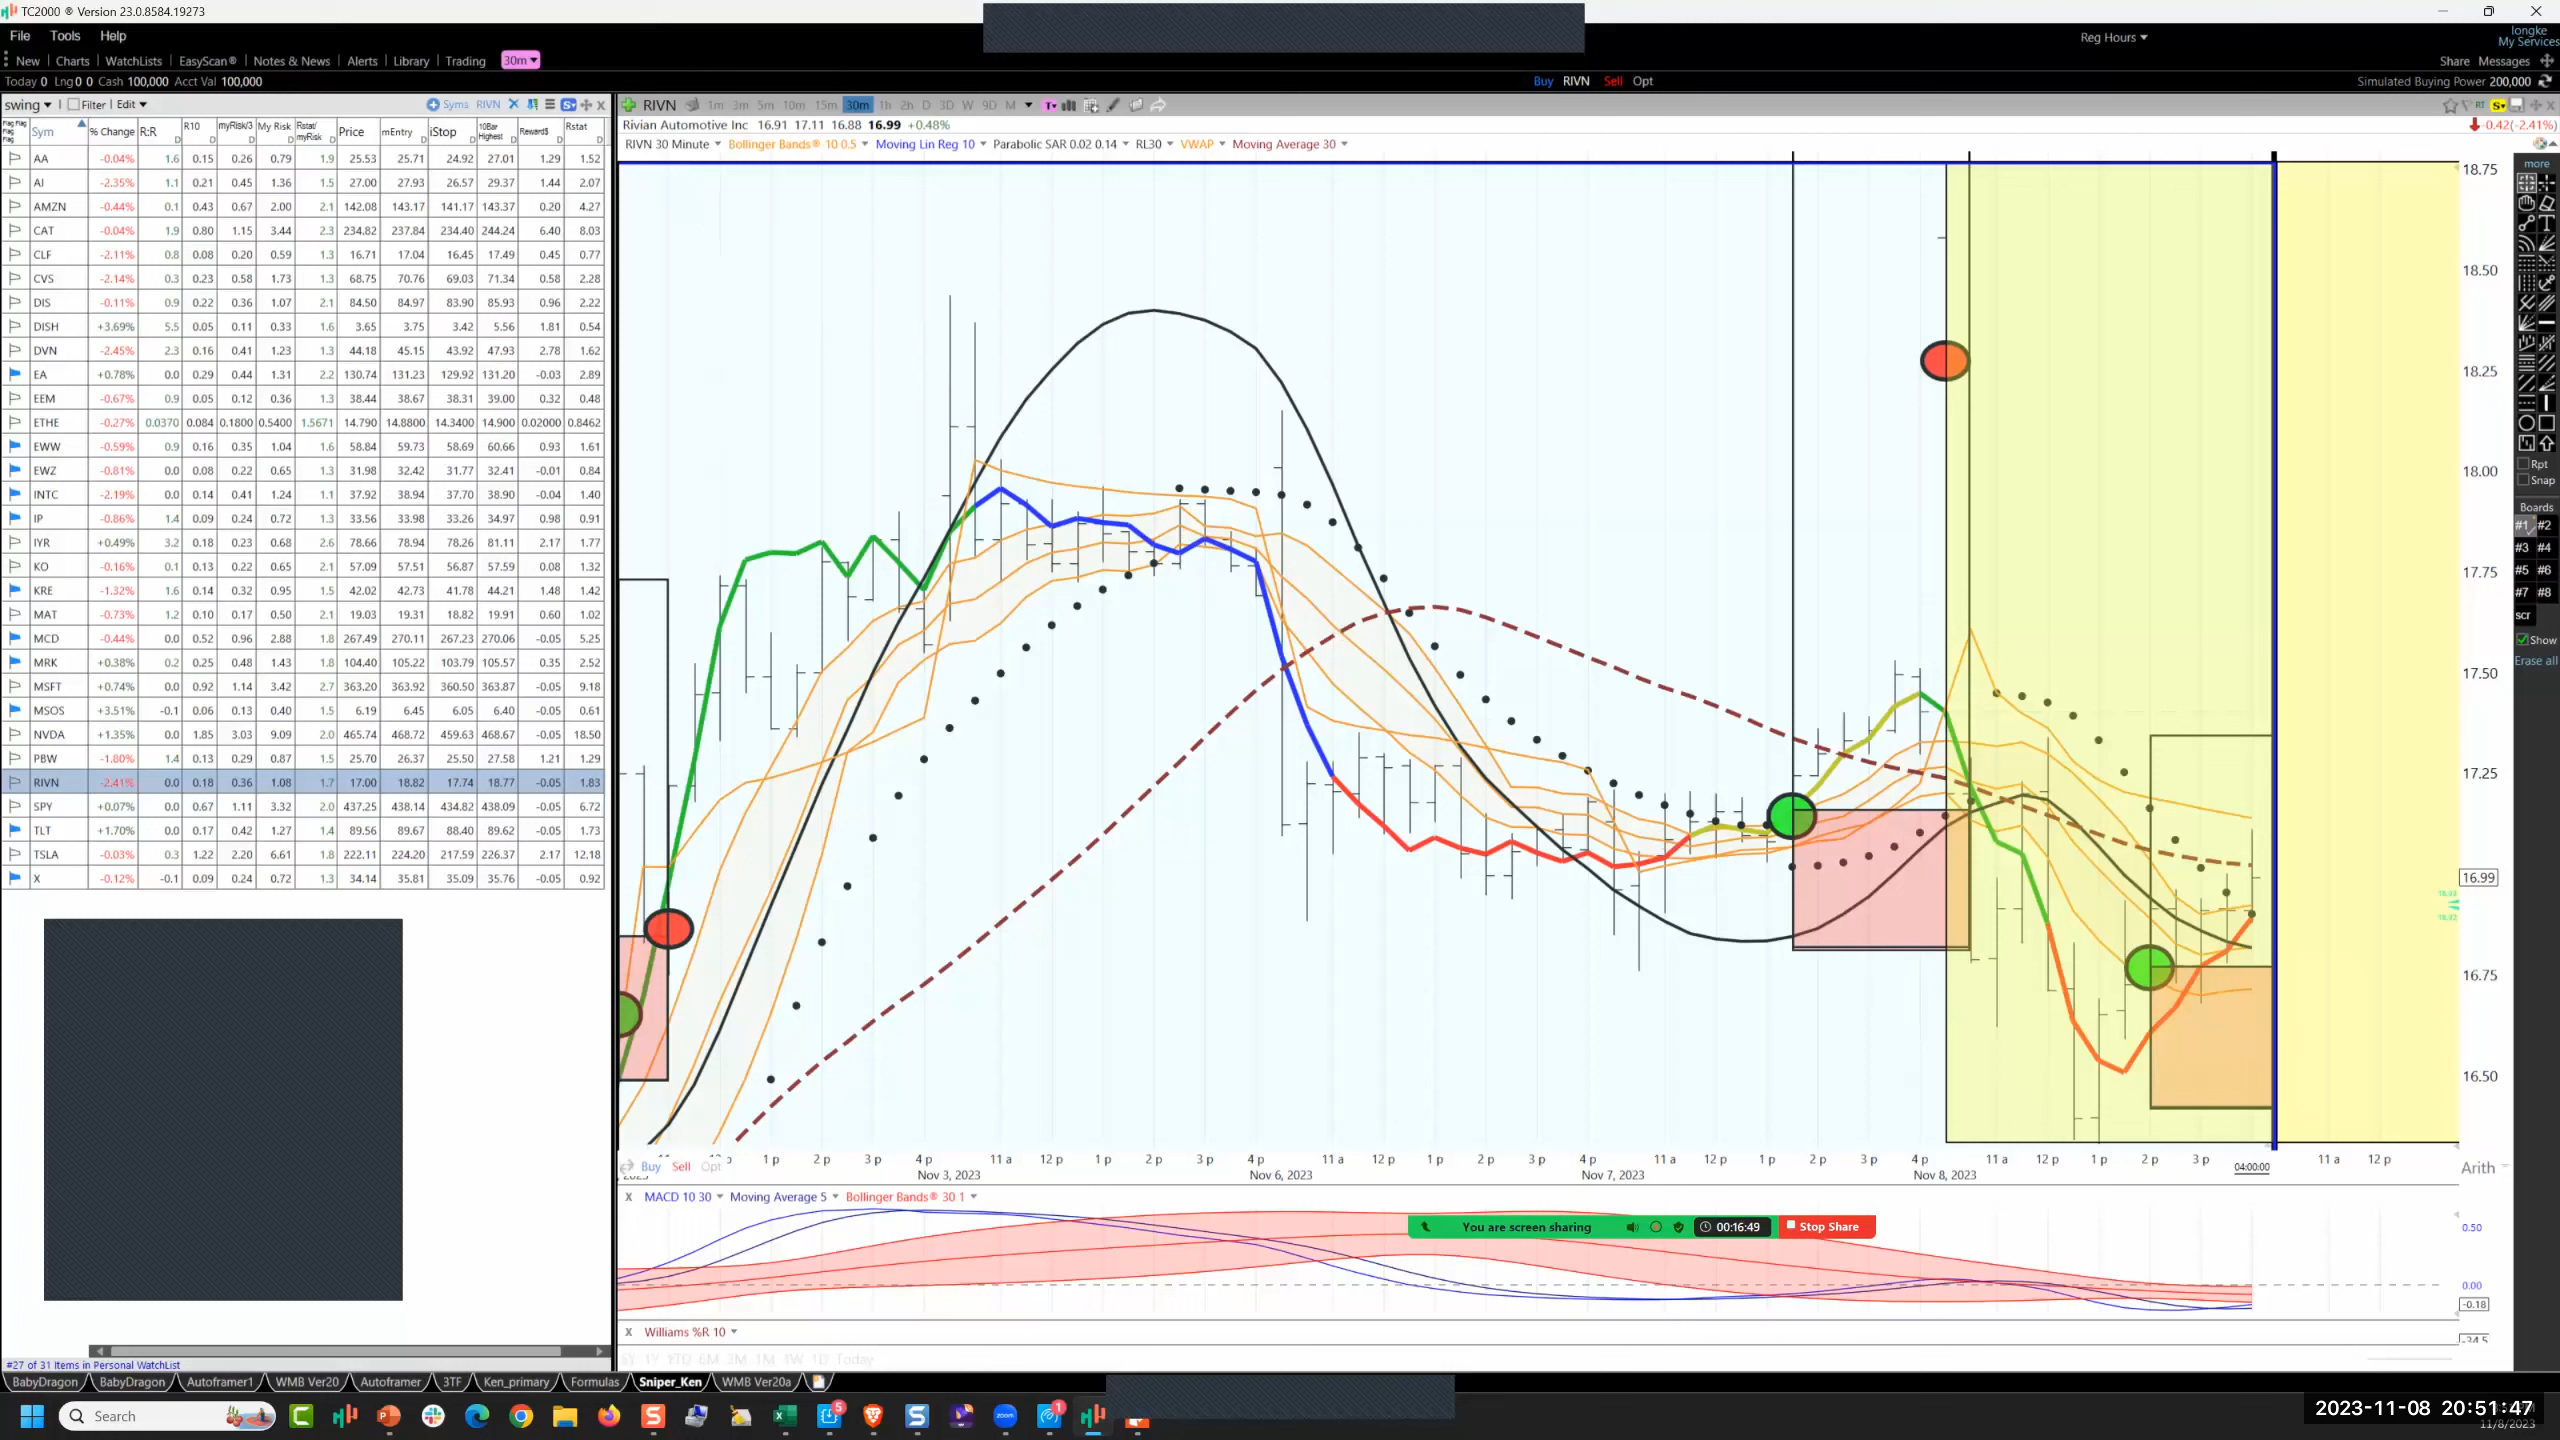 TC2000 ® Version 23.0.8584.19273
File Tools Help
Reg Hours
longke
My Services
New Charts WatchLists EasyScan® Notes & News Alerts Library Trading 30m
Share Messages
Today 0 Lng 0 0 Cash 100,000 Acct Val 100,000
Buy RIVN Sell Opt
Simulated Buying Power 200,000
swing Filter Edit Syms RIVN
RIVN 1m 3m 5m 10m 15m 30m 1h 2h D 3D W 9D M
Rivian Automotive Inc 16.91 17.11 16.88 16.99 +0.48%
-0.42(-2.41%)
RIVN 30 Minute Bollinger Bands® 10 0.5 Moving Lin Reg 10 Parabolic SAR 0.02 0.14 RL30 VWAP Moving Average 30
Sym % Change R:R R10 myRisk/3 My Risk Rstat/myRisk Price mEntry iStop 10Bar Highest Reward$ Rstat
AA -0.04% 1.6 0.15 0.26 0.79 1.9 25.53 25.71 24.92 27.01 1.29 1.52
AI -2.35% 1.1 0.21 0.45 1.36 1.5 27.00 27.93 26.57 29.37 1.44 2.07
AMZN -0.44% 0.1 0.43 0.67 2.00 2.1 142.08 143.17 141.17 143.37 0.20 4.27
CAT -0.04% 1.9 0.80 1.15 3.44 2.3 234.82 237.84 234.40 244.24 6.40 8.03
CLF -2.11% 0.8 0.08 0.20 0.59 1.3 16.71 17.04 16.45 17.49 0.45 0.77
CVS -2.14% 0.3 0.23 0.58 1.73 1.3 68.75 70.76 69.03 71.34 0.58 2.28
DIS -0.11% 0.9 0.22 0.36 1.07 2.1 84.50 84.97 83.90 85.93 0.96 2.22
DISH +3.69% 5.5 0.05 0.11 0.33 1.6 3.65 3.75 3.42 5.56 1.81 0.54
DVN -2.45% 2.3 0.16 0.41 1.23 1.3 44.18 45.15 43.92 47.93 2.78 1.62
EA +0.78% 0.0 0.29 0.44 1.31 2.2 130.74 131.23 129.92 131.20 -0.03 2.89
EEM -0.67% 0.9 0.05 0.12 0.36 1.3 38.44 38.67 38.31 39.00 0.32 0.48
ETHE -0.27% 0.0370 0.084 0.1800 0.5400 1.5671 14.790 14.8800 14.3400 14.900 0.02000 0.8462
EWW -0.59% 0.9 0.16 0.35 1.04 1.6 58.84 59.73 58.69 60.66 0.93 1.61
EWZ -0.81% 0.0 0.08 0.22 0.65 1.3 31.98 32.42 31.77 32.41 -0.01 0.84
INTC -2.19% 0.0 0.14 0.41 1.24 1.1 37.92 38.94 37.70 38.90 -0.04 1.40
IP -0.86% 1.4 0.09 0.24 0.72 1.3 33.56 33.98 33.26 34.97 0.98 0.91
IYR +0.49% 3.2 0.18 0.23 0.68 2.6 78.66 78.94 78.26 81.11 2.17 1.77
KO -0.16% 0.1 0.13 0.22 0.65 2.1 57.09 57.51 56.87 57.59 0.08 1.32
KRE -1.32% 1.6 0.14 0.32 0.95 1.5 42.02 42.73 41.78 44.21 1.48 1.42
MAT -0.73% 1.2 0.10 0.17 0.50 2.1 19.03 19.31 18.82 19.91 0.60 1.02
MCD -0.44% 0.0 0.52 0.96 2.88 1.8 267.49 270.11 267.23 270.06 -0.05 5.25
MRK +0.38% 0.2 0.25 0.48 1.43 1.8 104.40 105.22 103.79 105.57 0.35 2.52
MSFT +0.74% 0.0 0.92 1.14 3.42 2.7 363.20 363.92 360.50 363.87 -0.05 9.18
MSOS +3.51% -0.1 0.06 0.13 0.40 1.5 6.19 6.45 6.05 6.40 -0.05 0.61
NVDA +1.35% 0.0 1.85 3.03 9.09 2.0 465.74 468.72 459.63 468.67 -0.05 18.50
PBW -1.80% 1.4 0.13 0.29 0.87 1.5 25.70 26.37 25.50 27.58 1.21 1.29
RIVN -2.41% 0.0 0.18 0.36 1.08 1.7 17.00 18.82 17.74 18.77 -0.05 1.83
SPY +0.07% 0.0 0.67 1.11 3.32 2.0 437.25 438.14 434.82 438.09 -0.05 6.72
TLT +1.70% 0.0 0.17 0.42 1.27 1.4 89.56 89.67 88.40 89.62 -0.05 1.73
TSLA -0.03% 0.3 1.22 2.20 6.61 1.8 222.11 224.20 217.59 226.37 2.17 12.18
X -0.12% -0.1 0.09 0.24 0.72 1.3 34.14 35.81 35.09 35.76 -0.05 0.92
18.75
18.50
18.25
18.00
17.75
17.50
17.25
16.99
16.75
16.50
more
Rpt
Snap
Boards
#1 #2
#3 #4
#5 #6
#7 #8
scr
Show
Erase all
1 p 2 p 3 p 4 p 11 a 12 p 1 p 2 p 3 p 4 p 11 a 12 p 1 p 2 p 3 p 4 p 11 a 12 p 1 p 2 p 3 p 4 p 11 a 12 p 1 p 2 p 3 p 04:00:00 11 a 12 p
Arith
Buy Sell Opt
Nov 3, 2023 Nov 6, 2023 Nov 7, 2023 Nov 8, 2023
MACD 10 30 Moving Average 5 Bollinger Bands® 30 1
You are screen sharing 00:16:49 Stop Share
0.50
0.00
-0.18
Williams %R 10
5Y 1Y YTD 6M 3M 1M 1W 1D Today
#27 of 31 Items in Personal WatchList
BabyDragon BabyDragon Autoframer1 WMB Ver20 Autoframer 3TF Ken_primary Formulas Sniper_Ken WMB Ver20a
Search
zoom
5
1
2023-11-08 20:51:47
11/8/2023